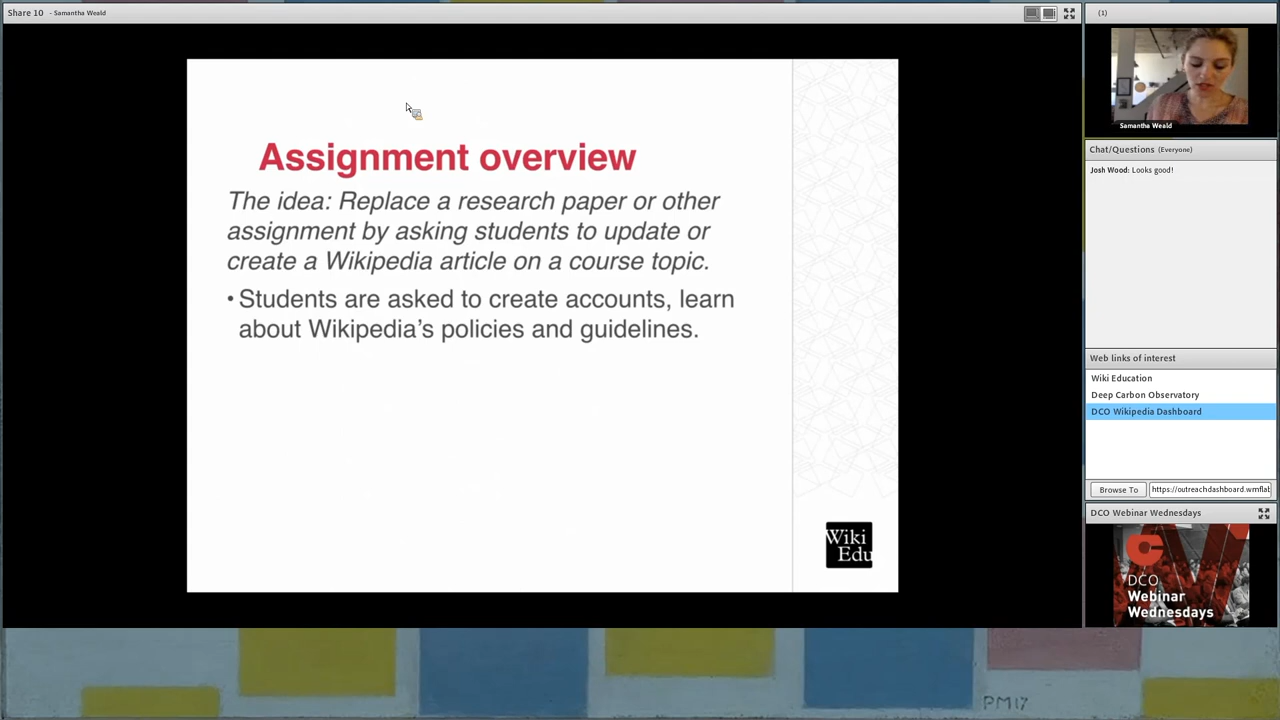 Share 10 - Samantha Weald
(1)
Samantha Weald
Assignment overview
The idea: Replace a research paper or other
assignment by asking students to update or
create a Wikipedia article on a course topic.
• Students are asked to create accounts, learn
about Wikipedia's policies and guidelines.
Wiki
Edu
Chat/Questions (Everyone)
Josh Wood: Looks good!
Web links of interest
Wiki Education
Deep Carbon Observatory
DCO Wikipedia Dashboard
Browse To https://outreachdashboard.wmflab
DCO Webinar Wednesdays
DCO
Webinar
Wednesdays
PM17